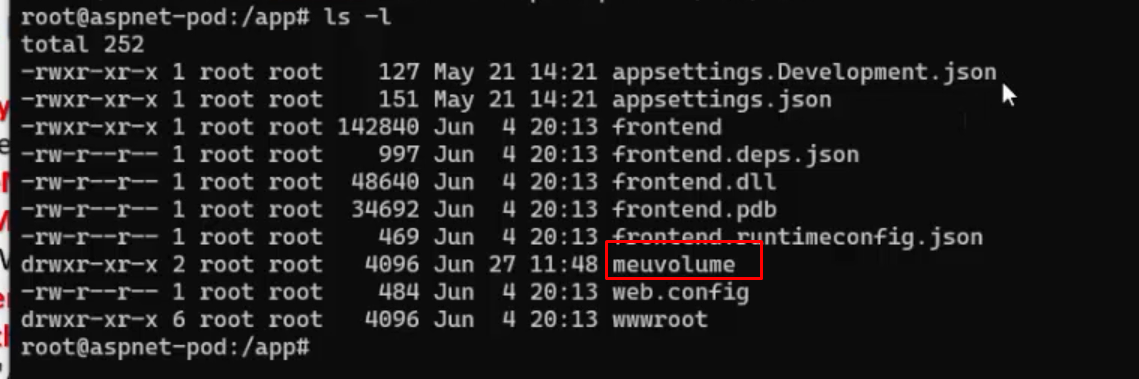 root@aspnet-pod:/app# ls -l
total 252
-rwxr-xr-x 1 root root    127 May 21 14:21 appsettings.Development.json
-rwxr-xr-x 1 root root    151 May 21 14:21 appsettings.json
-rwxr-xr-x 1 root root 142840 Jun  4 20:13 frontend
-rw-r--r-- 1 root root    997 Jun  4 20:13 frontend.deps.json
-rw-r--r-- 1 root root  48640 Jun  4 20:13 frontend.dll
-rw-r--r-- 1 root root  34692 Jun  4 20:13 frontend.pdb
-rw-r--r-- 1 root root    469 Jun  4 20:13 frontend.runtimeconfig.json
drwxr-xr-x 2 root root   4096 Jun 27 11:48 meuvolume
-rw-r--r-- 1 root root    484 Jun  4 20:13 web.config
drwxr-xr-x 6 root root   4096 Jun  4 20:13 wwwroot
root@aspnet-pod:/app#